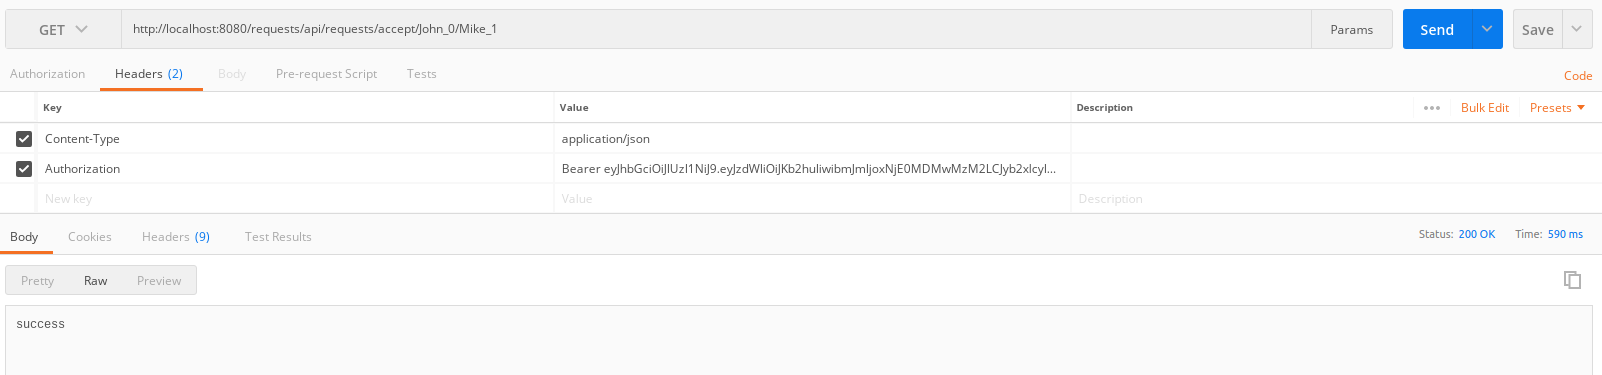 GET http://localhost:8080/requests/api/requests/accept/John_0/Mike_1 Params Send Save
Authorization Headers (2) Body Pre-request Script Tests Code
Key Value Description Bulk Edit Presets
Content-Type application/json
Authorization Bearer eyJhbGciOiJIUzI1NiJ9.eyJzdWIiOiJKb2huIiwibmJmIjoxNjE0MDMwMzM2LCJyb2xlcyI...
New key Value Description
Body Cookies Headers (9) Test Results Status: 200 OK Time: 590 ms
Pretty Raw Preview
success